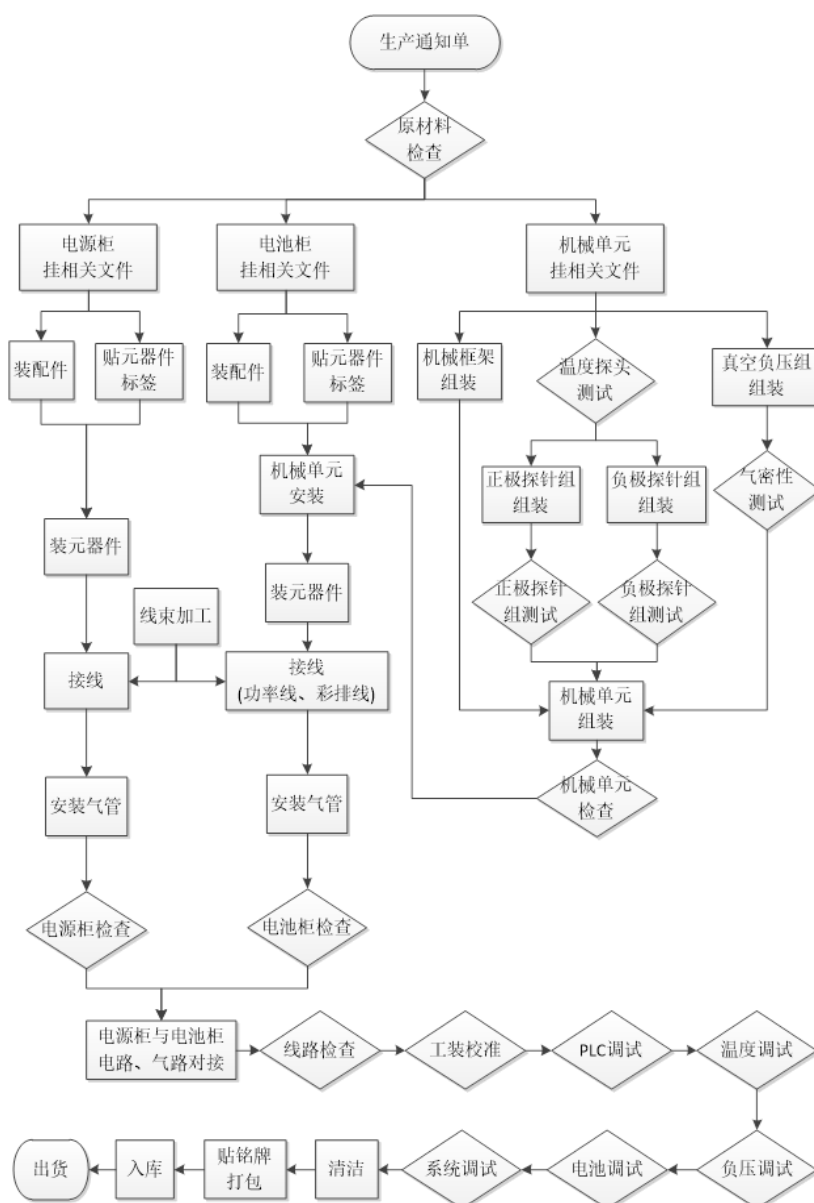 生产通知单
原材料
检查
电源柜
挂相关文件
电池柜
挂相关文件
机械单元
挂相关文件
装配件
贴元器件
标签
装配件
贴元器件
标签
机械框架
组装
温度探头
测试
真空负压组
组装
机械单元
安装
正极探针组
组装
负极探针组
组装
气密性
测试
装元器件
装元器件
正极探针
组测试
负极探针
组测试
线束加工
接线
接线
(功率线、彩排线)
机械单元
组装
安装气管
安装气管
机械单元
检查
电源柜检查
电池柜检查
电源柜与电池柜
电路、气路对接
线路检查
工装校准
PLC调试
温度调试
出货
入库
贴铭牌
打包
清洁
系统调试
电池调试
负压调试